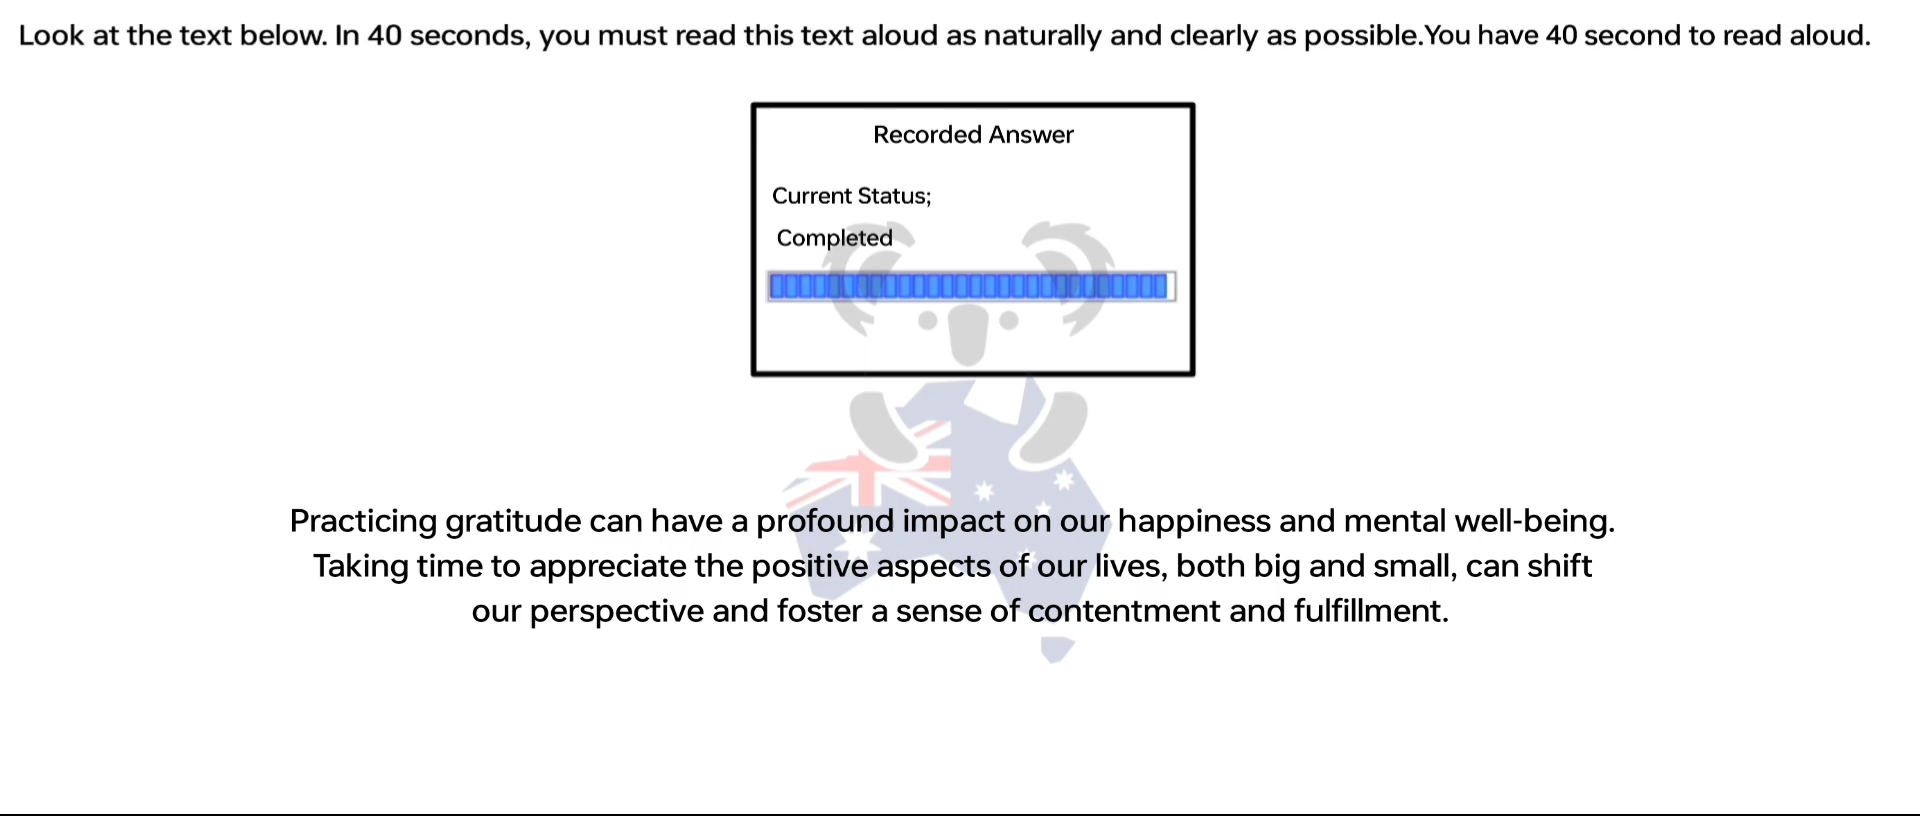 Look at the text below. In 40 seconds, you must read this text aloud as naturally and clearly as possible.You have 40 second to read aloud.
Recorded Answer
Current Status;
Completed
Practicing gratitude can have a profound impact on our happiness and mental well-being.
Taking time to appreciate the positive aspects of our lives, both big and small, can shift
our perspective and foster a sense of contentment and fulfillment.